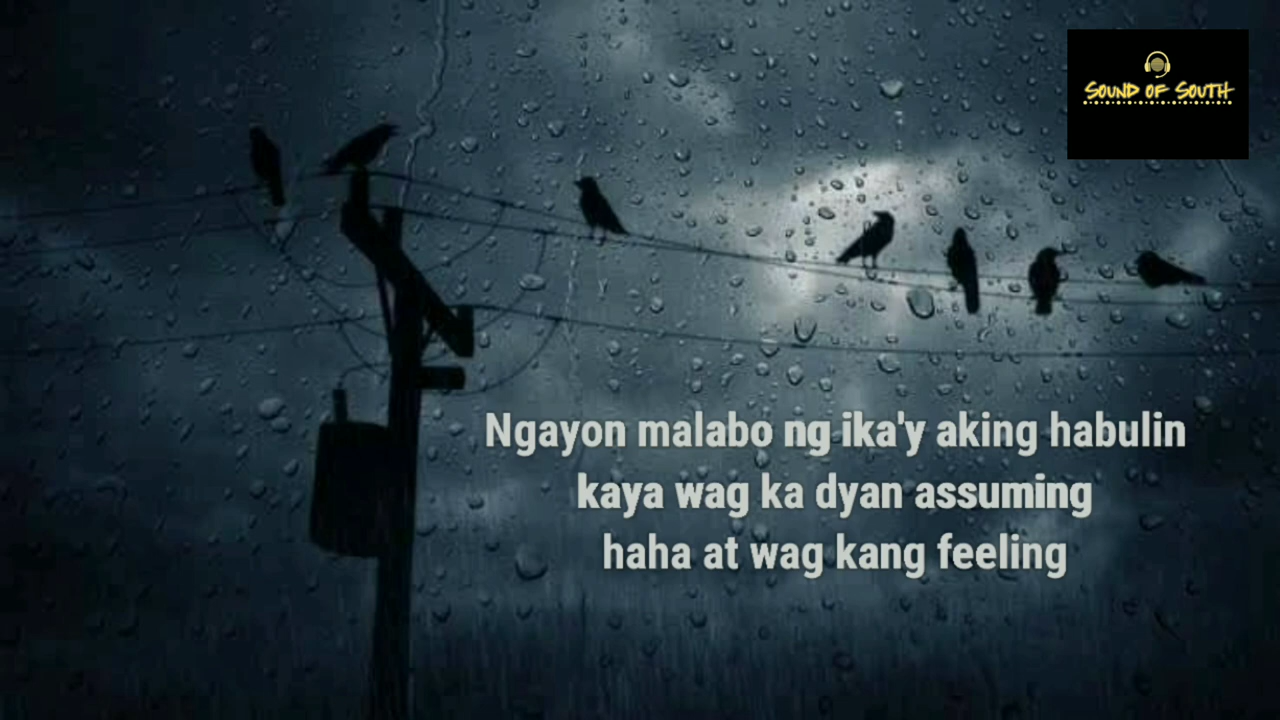 SOUND OF SOUTH
Ngayon malabo ng ika'y aking habulin
kaya wag ka dyan assuming
haha at wag kang feeling